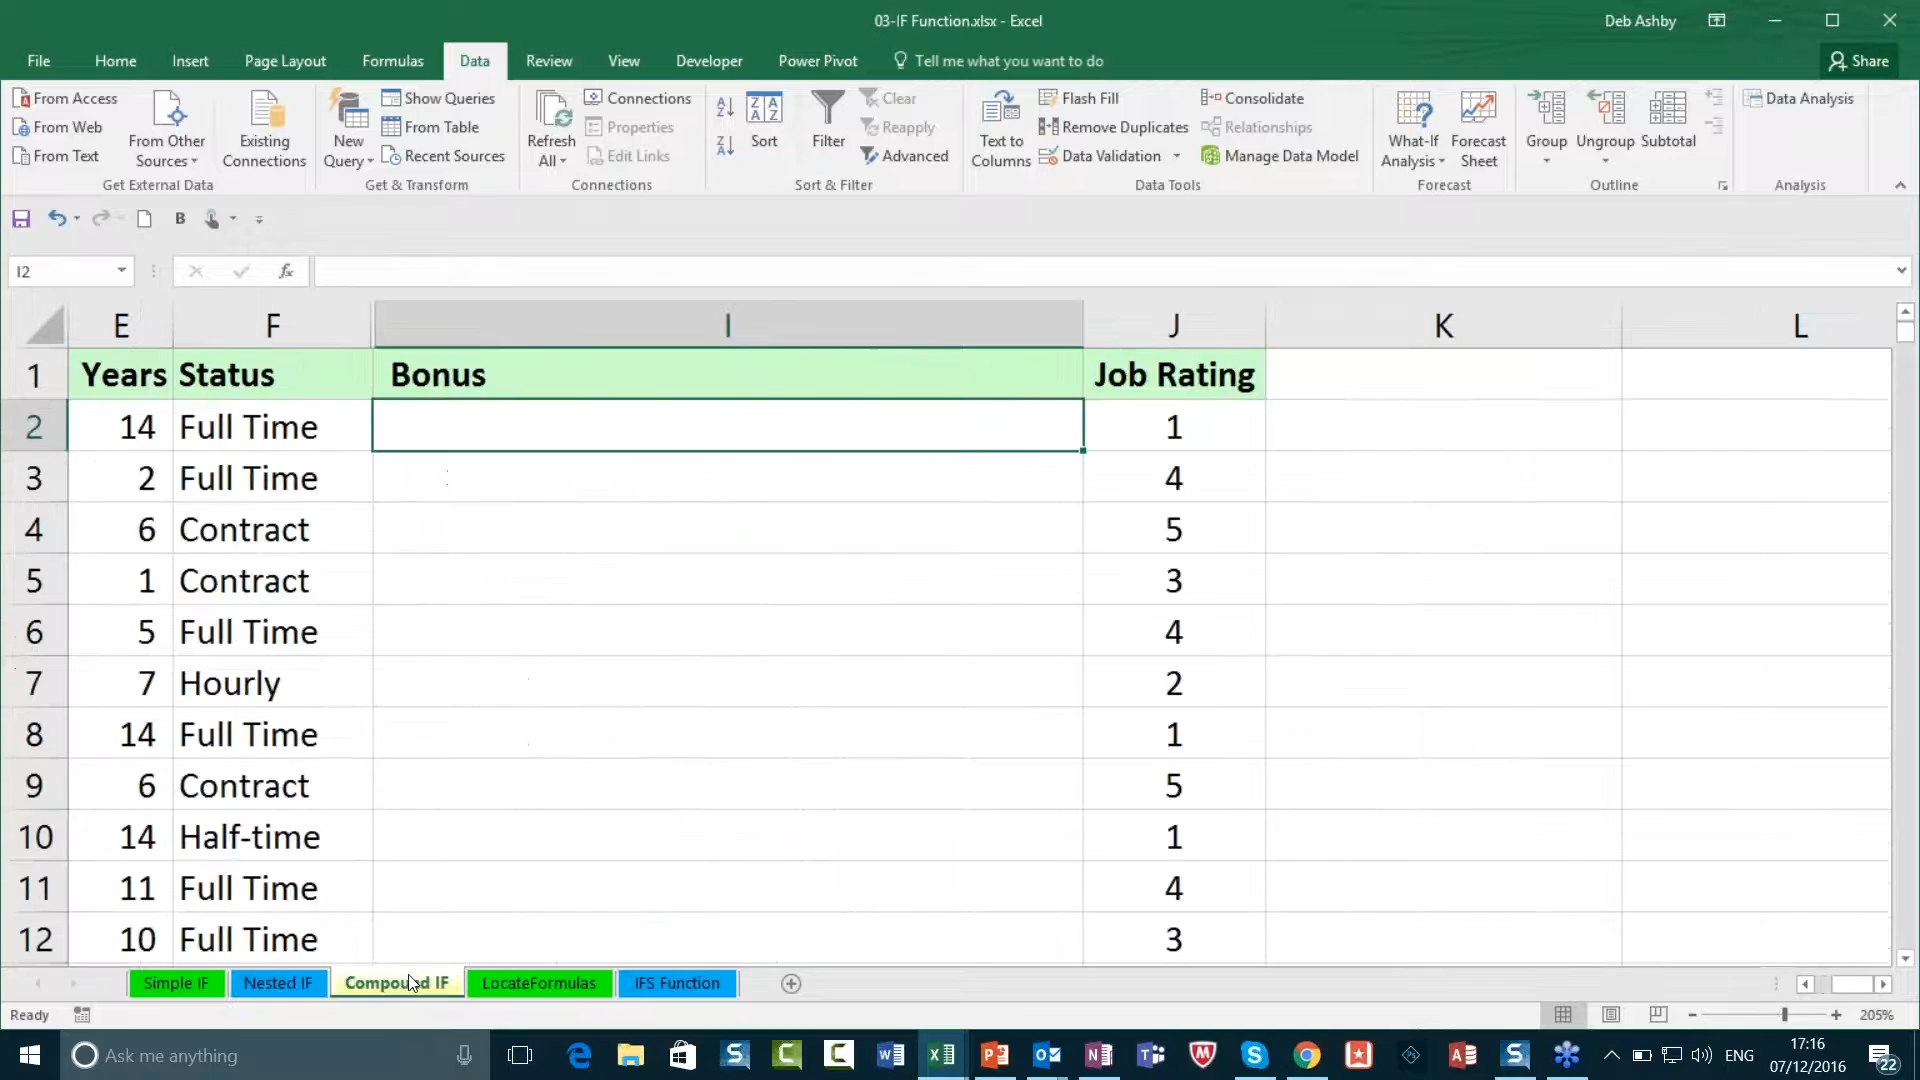 03-IF Function.xlsx - Excel
Deb Ashby
File Home Insert Page Layout Formulas Data Review View Developer Power Pivot Tell me what you want to do Share
From Access
From Web
From Text
From Other Sources
Existing Connections
Get External Data
New Query
Show Queries
From Table
Recent Sources
Get & Transform
Refresh All
Connections
Properties
Edit Links
Connections
Sort
Filter
Clear
Reapply
Advanced
Sort & Filter
Text to Columns
Flash Fill
Remove Duplicates
Data Validation
Consolidate
Relationships
Manage Data Model
Data Tools
What-If Analysis
Forecast Sheet
Forecast
Group
Ungroup
Subtotal
Outline
Data Analysis
Analysis
B
I2
fx
E F I J K L
1 Years Status Bonus Job Rating
2 14 Full Time 1
3 2 Full Time 4
4 6 Contract 5
5 1 Contract 3
6 5 Full Time 4
7 7 Hourly 2
8 14 Full Time 1
9 6 Contract 5
10 14 Half-time 1
11 11 Full Time 4
12 10 Full Time 3
Simple IF Nested IF Compound IF LocateFormulas IFS Function
Ready
205%
Ask me anything
ENG
17:16
07/12/2016
22